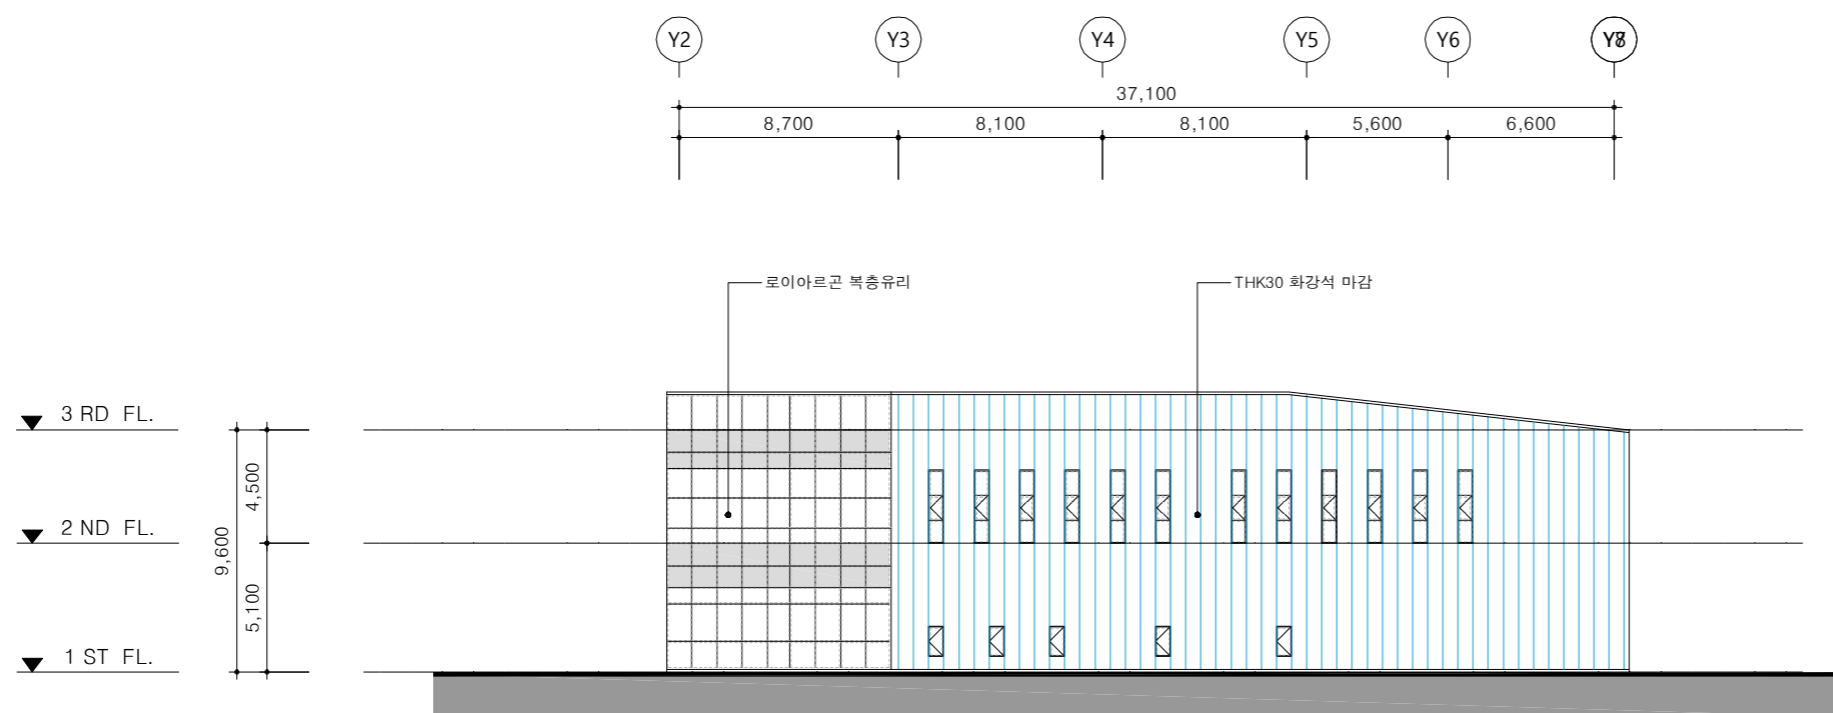 Y2 Y3 Y4 Y5 Y6
37,100
8,700 8,100 8,100 5,600 6,600
로이아르곤 복층유리 THK30 화강석 마감
3 RD FL.
4,500
2 ND FL.
9,600
5,100
1 ST FL.